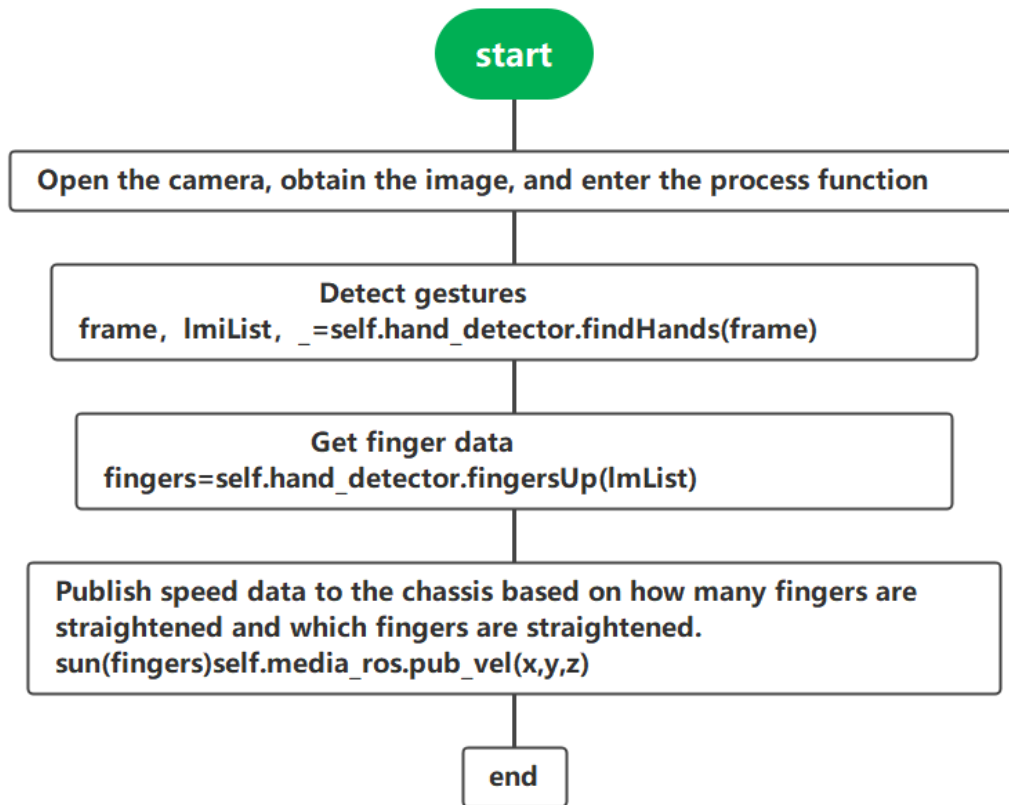 start
Open the camera, obtain the image, and enter the process function
Detect gestures
frame, lmiList, _=self.hand_detector.findHands(frame)
Get finger data
fingers=self.hand_detector.fingersUp(lmList)
Publish speed data to the chassis based on how many fingers are
straightened and which fingers are straightened.
sun(fingers)self.media_ros.pub_vel(x,y,z)
end